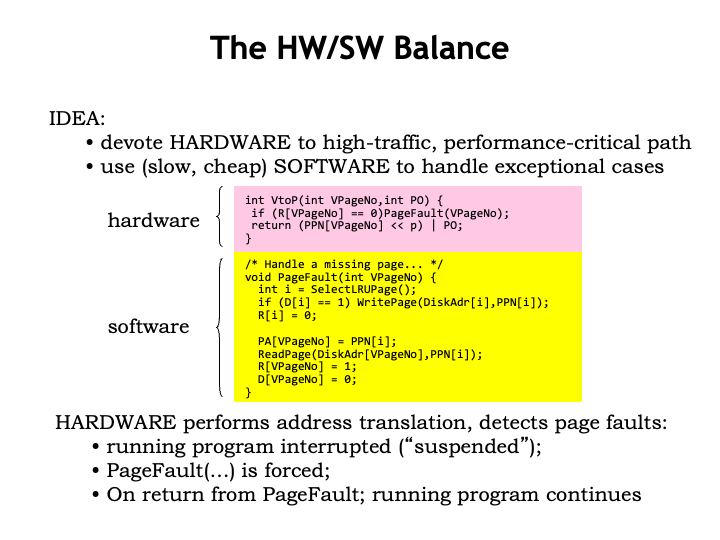 The HW/SW Balance
IDEA:
• devote HARDWARE to high-traffic, performance-critical path
• use (slow, cheap) SOFTWARE to handle exceptional cases
hardware
int VtoP(int VPageNo,int PO) {
if (R[VPageNo] == 0)PageFault(VPageNo);
return (PPN[VPageNo] << p) | PO;
}
software
/* Handle a missing page... */
void PageFault(int VPageNo) {
int i = SelectLRUPage();
if (D[i] == 1) WritePage(DiskAdr[i],PPN[i]);
R[i] = 0;
PA[VPageNo] = PPN[i];
ReadPage(DiskAdr[VPageNo],PPN[i]);
R[VPageNo] = 1;
D[VPageNo] = 0;
}
HARDWARE performs address translation, detects page faults:
• running program interrupted (“suspended”);
• PageFault(…) is forced;
• On return from PageFault; running program continues